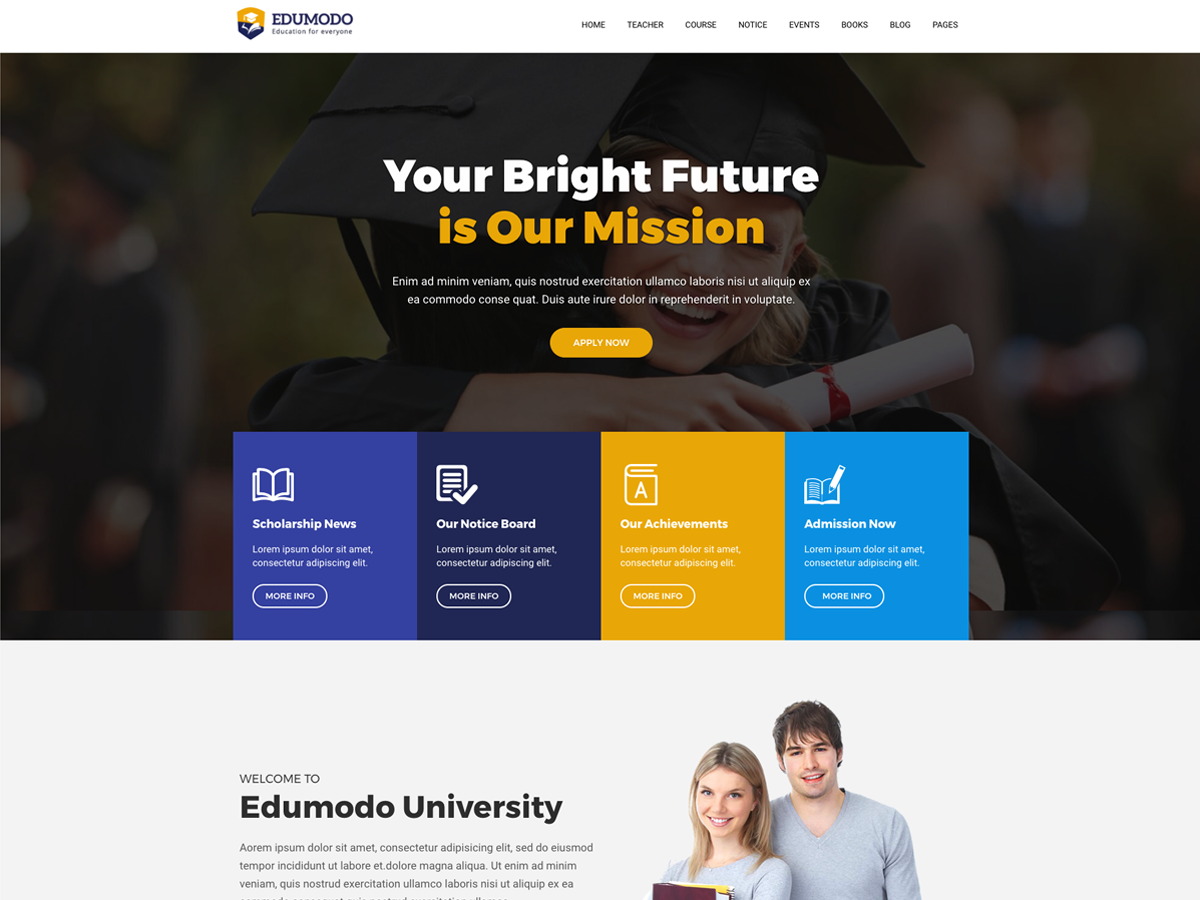 EDUMODO
Education for everyone
HOME TEACHER COURSE NOTICE EVENTS BOOKS BLOG PAGES
Your Bright Future
is Our Mission
Enim ad minim veniam, quis nostrud exercitation ullamco laboris nisi ut aliquip ex
ea commodo conse quat. Duis aute irure dolor in reprehenderit in voluptate.
APPLY NOW
Scholarship News
Lorem ipsum dolor sit amet,
consectetur adipiscing elit.
MORE INFO
Our Notice Board
Lorem ipsum dolor sit amet,
consectetur adipiscing elit.
MORE INFO
A
Our Achievements
Lorem ipsum dolor sit amet,
consectetur adipiscing elit.
MORE INFO
Admission Now
Lorem ipsum dolor sit amet,
consectetur adipiscing elit.
MORE INFO
WELCOME TO
Edumodo University
Aorem ipsum dolor sit amet, consectetur adipisicing elit, sed do eiusmod
tempor incididunt ut labore et.dolore magna aliqua. Ut enim ad minim
veniam, quis nostrud exercitation ullamco laboris nisi ut aliquip ex ea